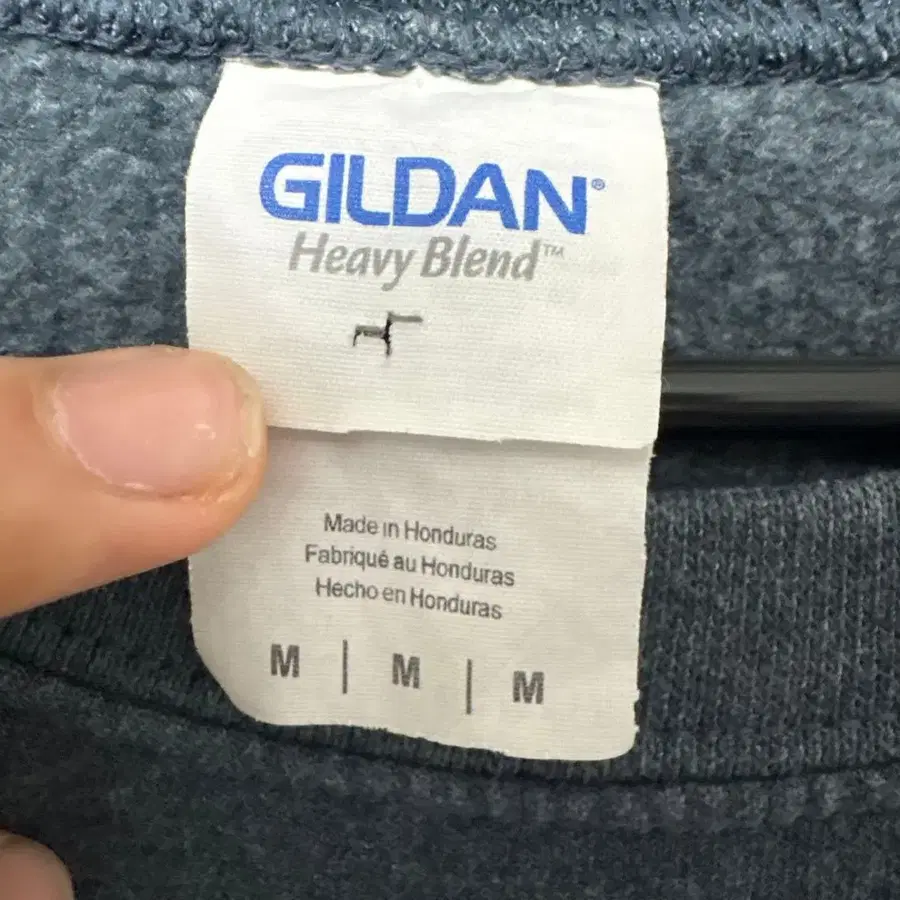 GILDAN®
Heavy Blend™
Made in Honduras
Fabriqué au Honduras
Hecho en Honduras
M | M | M